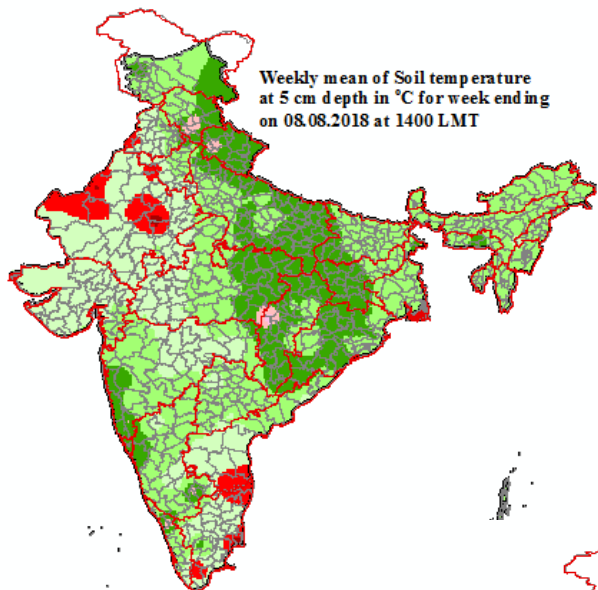 Weekly mean of Soil temperature
at 5 cm depth in °C for week ending
on 08.08.2018 at 1400 LMT